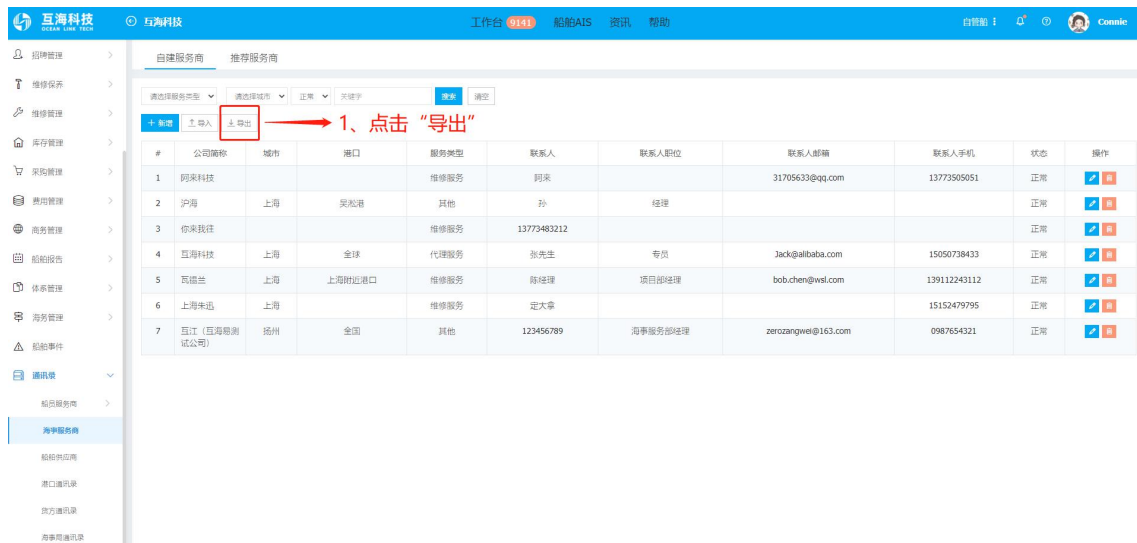 互海科技
OCEAN LINK TECH
互海科技 工作台 9141 船舶AIS 资讯 帮助 自管船 Connie
招聘管理
维修保养
维修管理
库存管理
采购管理
费用管理
商务管理
船舶报告
体系管理
海务管理
船舶事件
通讯录
船员服务商
海事服务商
船舶供应商
港口通讯录
货方通讯录
海事局通讯录
自建服务商 推荐服务商
请选择服务类型 请选择城市 正常 关键字 搜索 清空
+ 新增 导入 导出 1、点击“导出”
# 公司简称 城市 港口 服务类型 联系人 联系人职位 联系人邮箱 联系人手机 状态 操作
1 阿来科技 维修服务 阿来 31705633@qq.com 13773505051 正常
2 沪海 上海 吴淞港 其他 孙 经理 正常
3 你来我往 维修服务 13773483212 正常
4 互海科技 上海 全球 代理服务 张先生 专员 Jack@alibaba.com 15050738433 正常
5 瓦锡兰 上海 上海附近港口 维修服务 陈经理 项目部经理 bob.chen@wsl.com 139112243112 正常
6 上海朱迅 上海 维修服务 定大拿 15152479795 正常
7 互江（互海易测试公司） 扬州 全国 其他 123456789 海事服务部经理 zerozangwei@163.com 0987654321 正常